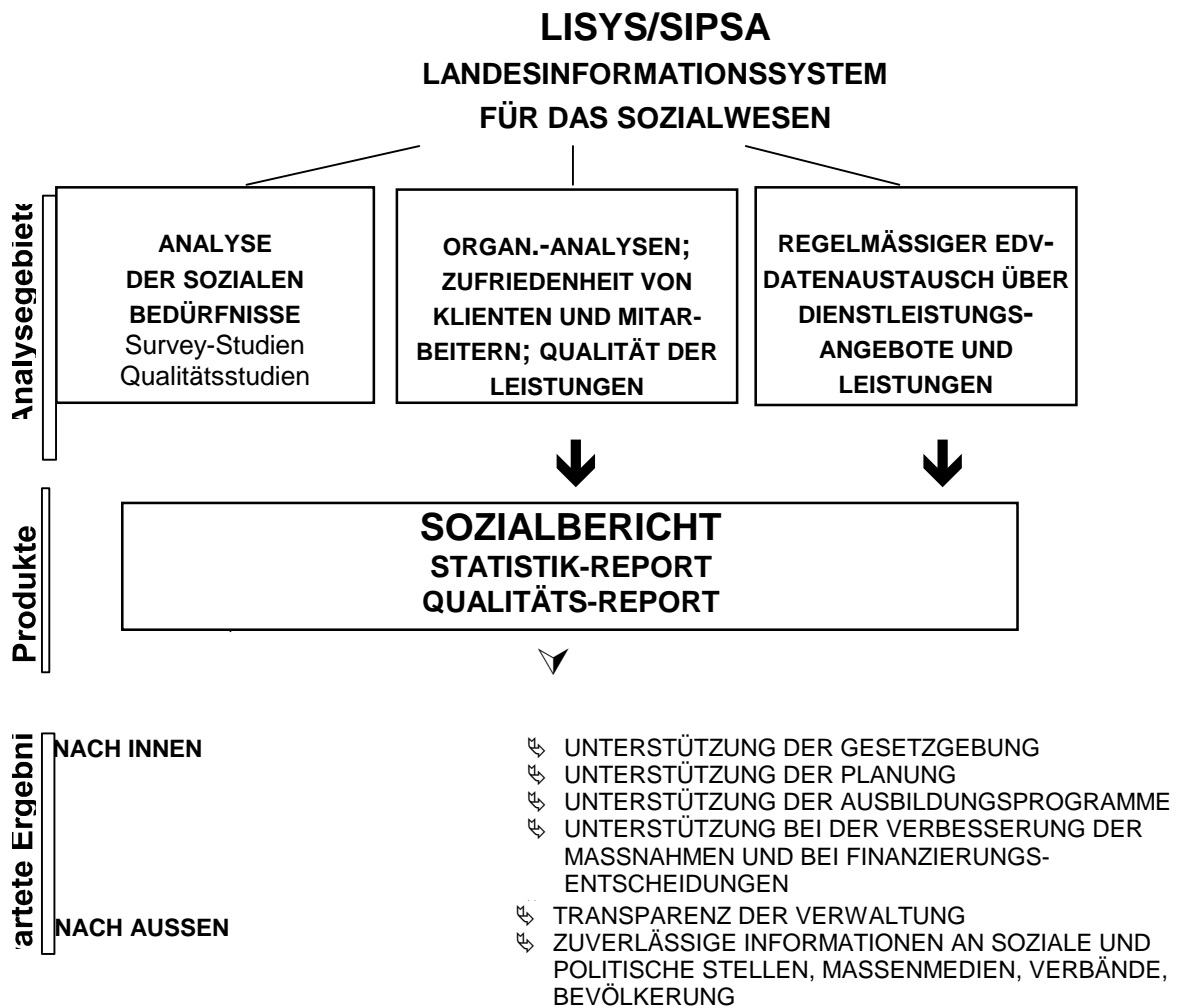 LISYS/SIPSA
LANDESINFORMATIONSSYSTEM
FÜR DAS SOZIALWESEN
Analysegebiete
ANALYSE
DER SOZIALEN
BEDÜRFNISSE
Survey-Studien
Qualitätsstudien
ORGAN.-ANALYSEN;
ZUFRIEDENHEIT VON
KLIENTEN UND MITAR-
BEITERN; QUALITÄT DER
LEISTUNGEN
REGELMÄSSIGER EDV-
DATENAUSTAUSCH ÜBER
DIENSTLEISTUNGS-
ANGEBOTE UND
LEISTUNGEN
Produkte
SOZIALBERICHT
STATISTIK-REPORT
QUALITÄTS-REPORT
artete Ergebni
NACH INNEN
UNTERSTÜTZUNG DER GESETZGEBUNG
UNTERSTÜTZUNG DER PLANUNG
UNTERSTÜTZUNG DER AUSBILDUNGSPROGRAMME
UNTERSTÜTZUNG BEI DER VERBESSERUNG DER
MASSNAHMEN UND BEI FINANZIERUNGS-
ENTSCHEIDUNGEN
NACH AUSSEN
TRANSPARENZ DER VERWALTUNG
ZUVERLÄSSIGE INFORMATIONEN AN SOZIALE UND
POLITISCHE STELLEN, MASSENMEDIEN, VERBÄNDE,
BEVÖLKERUNG